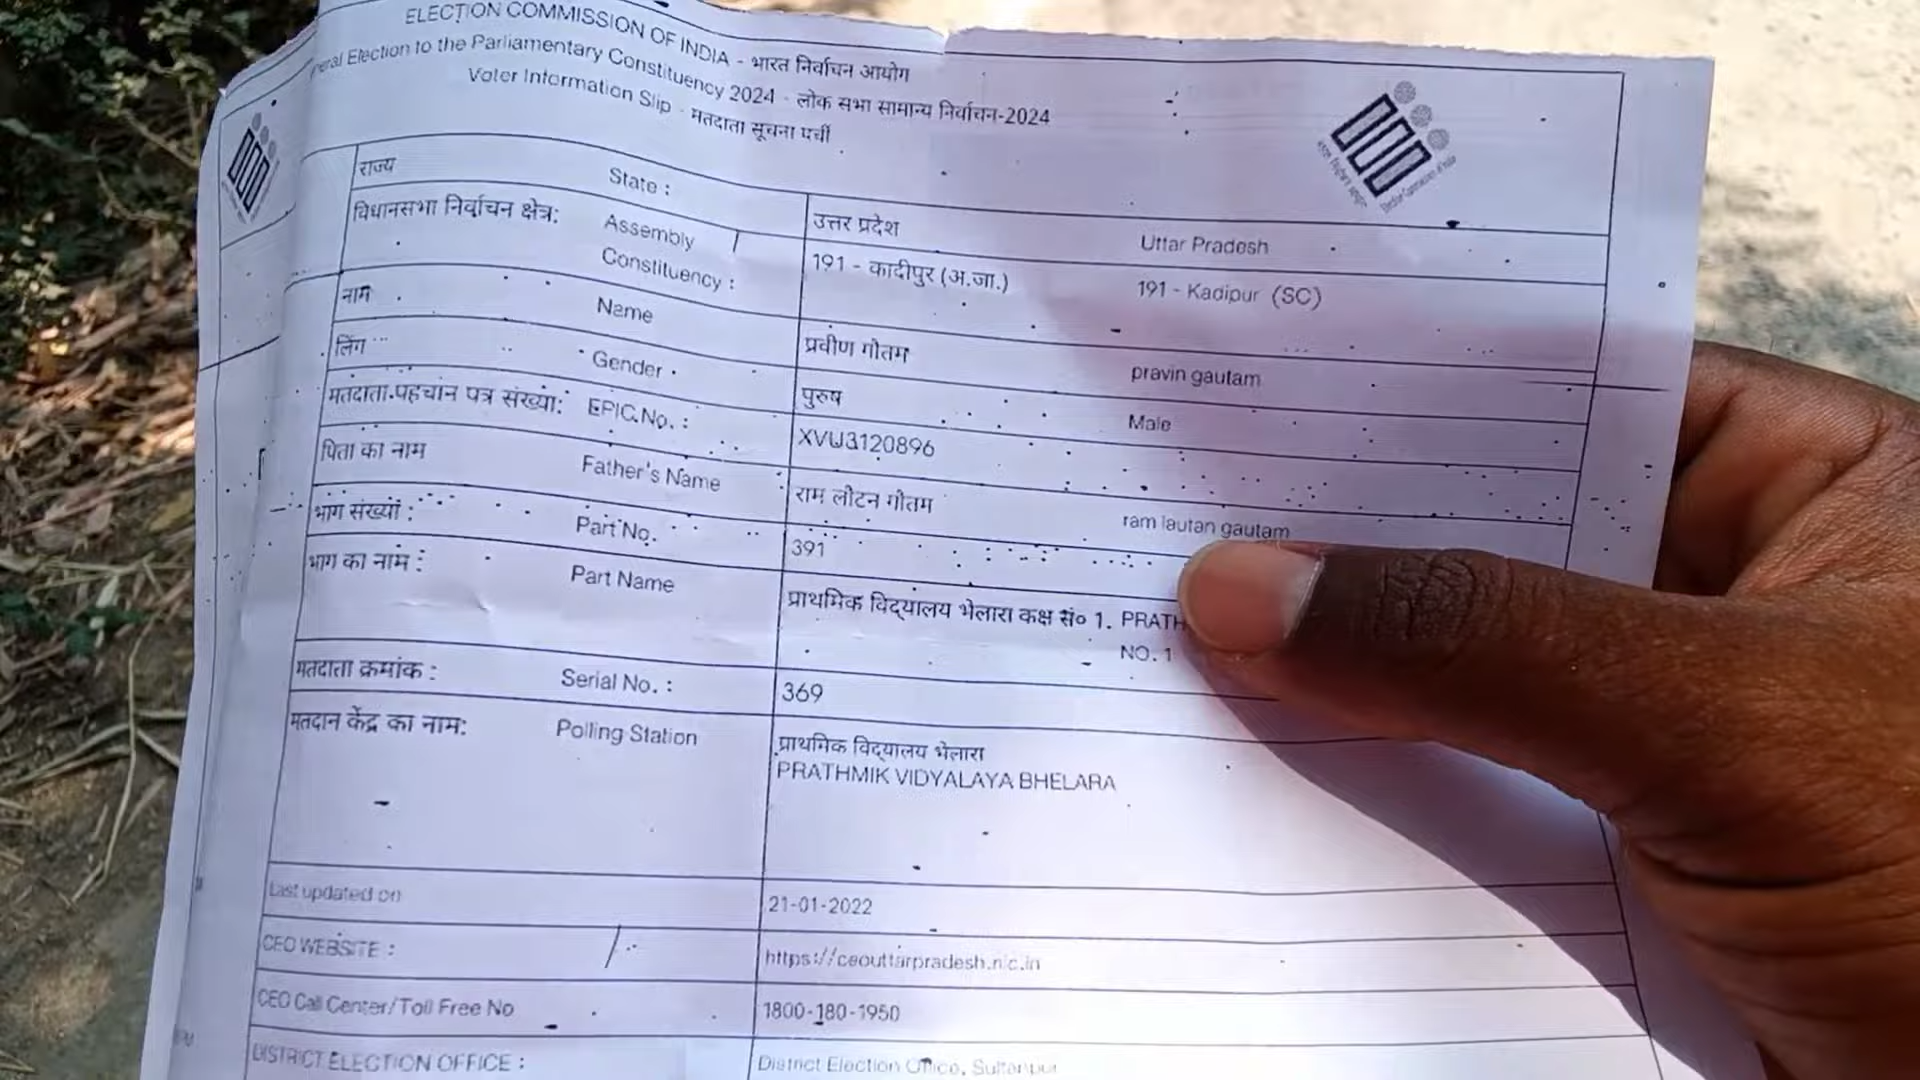 ELECTION COMMISSION OF INDIA - भारत निर्वाचन आयोग
Election to the Parliamentary Constituency 2024 - लोक सभा सामान्य निर्वाचन-2024
Voter Information Slip - मतदाता सूचना पर्ची
राज्य State : उत्तर प्रदेश Uttar Pradesh
विधानसभा निर्वाचन क्षेत्र: Assembly Constituency : 191 - कादीपुर (अ.जा.) 191 - Kadipur (SC)
नाम Name प्रवीण गोतम pravin gautam
लिंग Gender पुरुष Male
मतदाता पहचान पत्र संख्या: EPIC No. : XVU3120896
पिता का नाम Father's Name राम लोटन गोतम ram lautan gautam
भाग संख्या : Part No. 391
भाग का नाम : Part Name प्राथमिक विद्यालय भेलारा कक्ष सं० 1. PRATH
NO. 1
मतदाता क्रमांक : Serial No. : 369
मतदान केंद्र का नाम: Polling Station प्राथमिक विद्यालय भेलारा
PRATHMIK VIDYALAYA BHELARA
Last updated on 21-01-2022
CEO WEBSITE : https://ceouttarpradesh.nic.in
CEO Call Center/Toll Free No 1800-180-1950
DISTRICT ELECTION OFFICE : District Election Office, Sultanpur